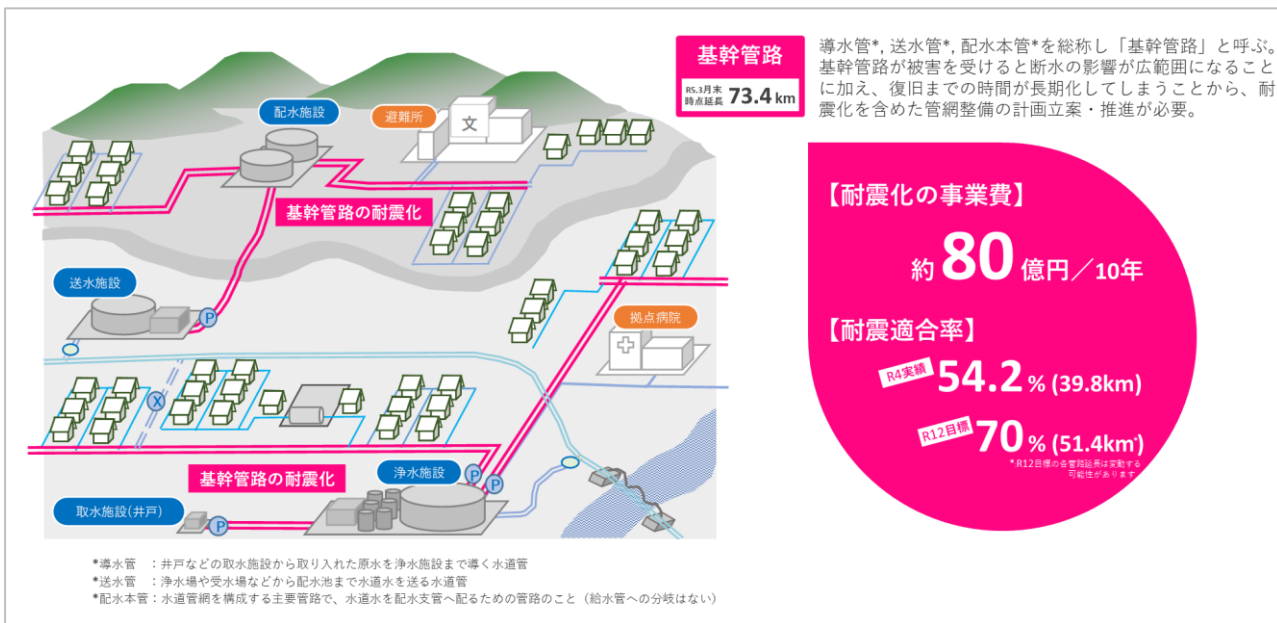 基幹管路
R5.3月末
時点延長 73.4 km
導水管*, 送水管*, 配水本管*を総称し「基幹管路」と呼ぶ。
基幹管路が被害を受けると断水の影響が広範囲になること
に加え、復旧までの時間が長期化してしまうことから、耐
震化を含めた管網整備の計画立案・推進が必要。
配水施設
避難所
文
基幹管路の耐震化
送水施設
P
拠点病院
X
基幹管路の耐震化
浄水施設
P
P
取水施設(井戸)
P
【耐震化の事業費】
約 80 億円／10年
【耐震適合率】
R4実績 54.2 % (39.8km)
R12目標 70 % (51.4km*)
*:R12目標の各管路延長は変動する
可能性があります
*導水管 ：井戸などの取水施設から取り入れた原水を浄水施設まで導く水道管
*送水管 ：浄水場や受水場などから配水池まで水道水を送る水道管
*配水本管：水道管網を構成する主要管路で、水道水を配水支管へ配るための管路のこと（給水管への分岐はない）